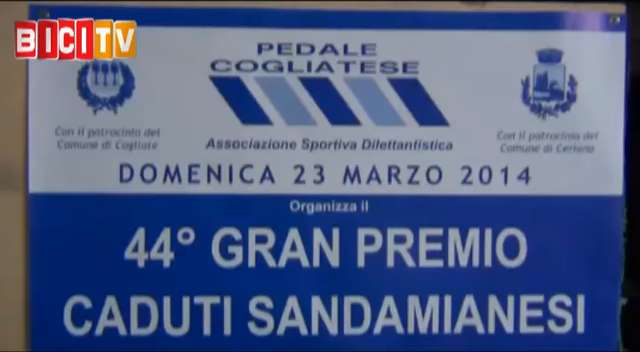 BICITV
PEDALE
COGLIATESE
Con il patrocinio del
Comune di Cogliate
Con il patrocinio del
Comune di Ceriano
Associazione Sportiva Dilettantistica
DOMENICA 23 MARZO 2014
Organizza il
44° GRAN PREMIO
CADUTI SANDAMIANESI